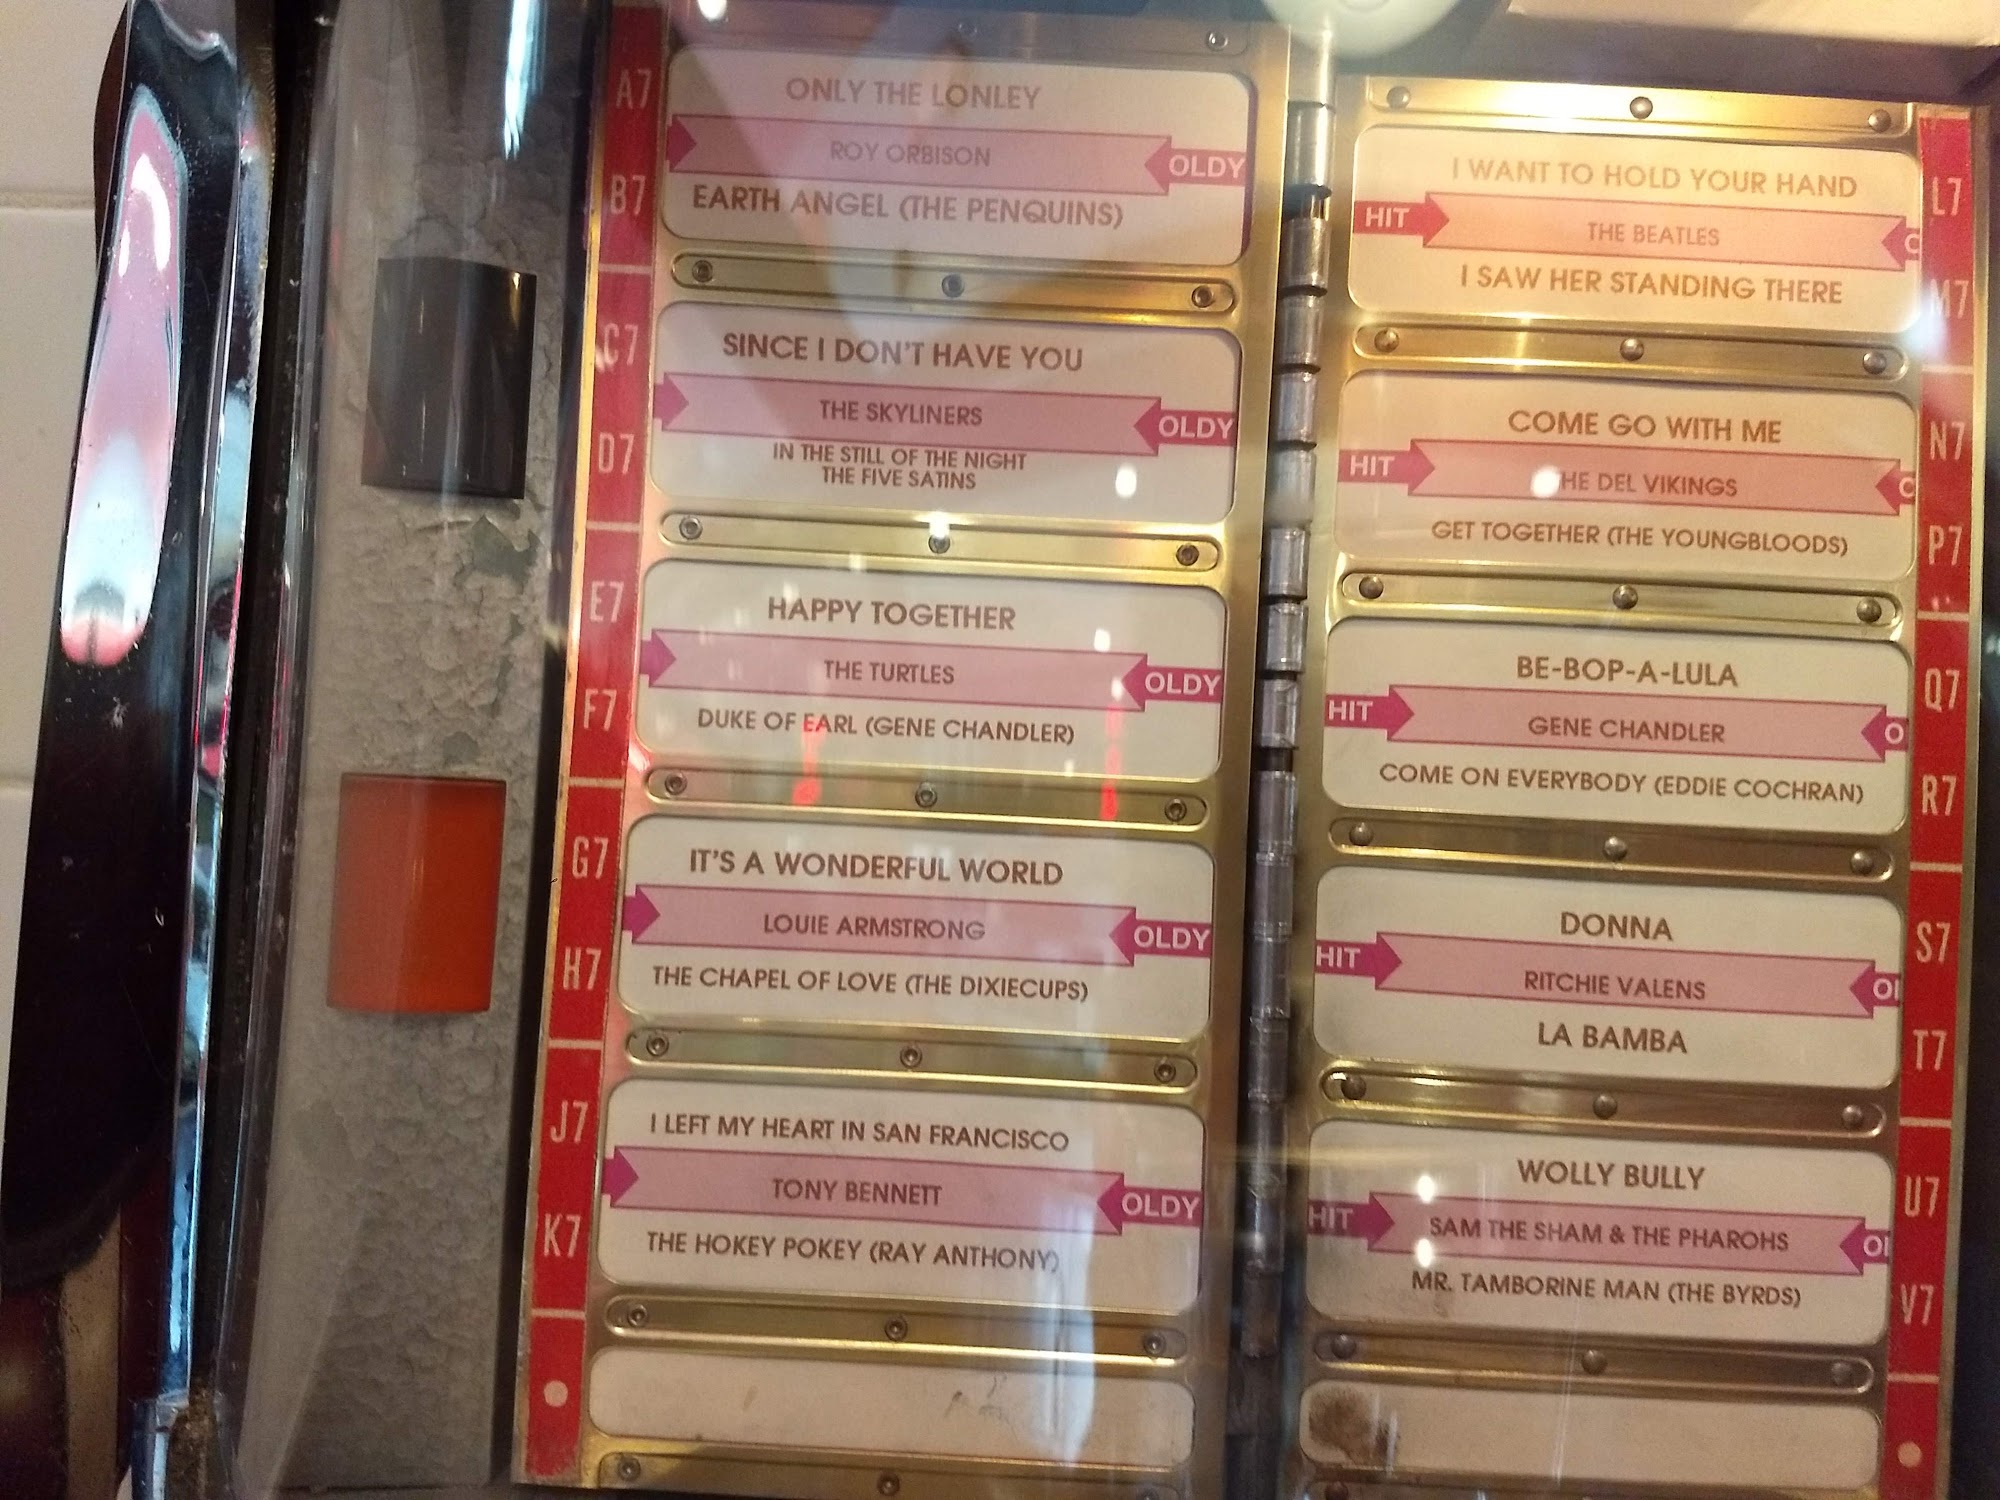 A7
ONLY THE LONLEY
ROY ORBISON
OLDY
B7
EARTH ANGEL (THE PENQUINS)
C7
SINCE I DON'T HAVE YOU
THE SKYLINERS
OLDY
D7
IN THE STILL OF THE NIGHT
THE FIVE SATINS
E7
HAPPY TOGETHER
THE TURTLES
OLDY
F7
DUKE OF EARL (GENE CHANDLER)
G7
IT'S A WONDERFUL WORLD
LOUIE ARMSTRONG
OLDY
H7
THE CHAPEL OF LOVE (THE DIXIECUPS)
J7
I LEFT MY HEART IN SAN FRANCISCO
TONY BENNETT
OLDY
K7
THE HOKEY POKEY (RAY ANTHONY)
I WANT TO HOLD YOUR HAND
L7
HIT
THE BEATLES
I SAW HER STANDING THERE
M7
COME GO WITH ME
N7
HIT
THE DEL VIKINGS
GET TOGETHER (THE YOUNGBLOODS)
P7
BE-BOP-A-LULA
Q7
HIT
GENE CHANDLER
O
COME ON EVERYBODY (EDDIE COCHRAN)
R7
DONNA
S7
HIT
RITCHIE VALENS
LA BAMBA
T7
WOLLY BULLY
U7
HIT
SAM THE SHAM & THE PHAROHS
MR. TAMBORINE MAN (THE BYRDS)
V7